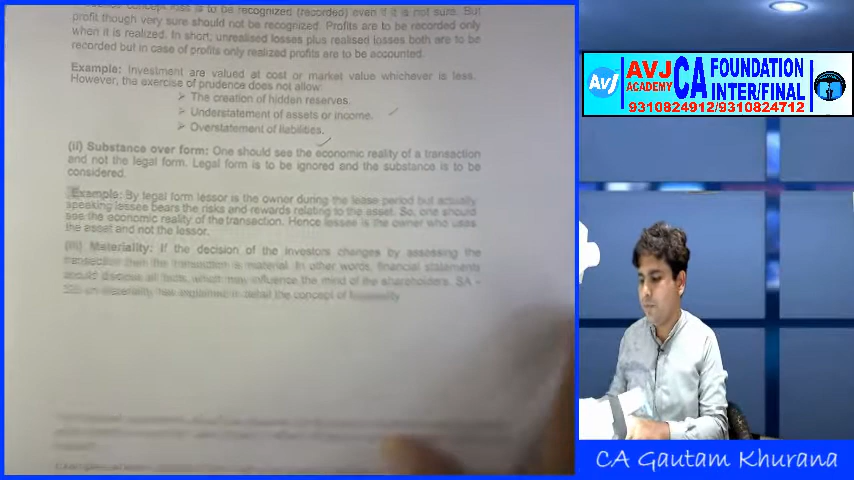 concept loss is to be recognized (recorded) even if it is not sure. But
profit though very sure should not be recognized. Profits are to be recorded only
when it is realized. In short, unrealised losses plus realised losses both are to be
recorded but in case of profits only realized profits are to be accounted.
Example: Investment are valued at cost or market value whichever is less.
However, the exercise of prudence does not allow:
➢ The creation of hidden reserves.
➢ Understatement of assets or income.
➢ Overstatement of liabilities.
(ii) Substance over form: One should see the economic reality of a transaction
and not the legal form. Legal form is to be ignored and the substance is to be
considered.
Example: By legal form lessor is the owner during the lease period but actually
speaking lessee bears the risks and rewards relating to the asset. So, one should
see the economic reality of the transaction. Hence lessee is the owner who uses
the asset and not the lessor.
(iii) Materiality: If the decision of the investors changes by assessing the
transaction then the transaction is material. In other words, financial statements
should disclose all facts, which may influence the mind of the shareholders. SA –
on materiality has explained in detail the concept of
AVJ
AVJ
ACADEMY
CA FOUNDATION
INTER/FINAL
9310824912/9310824712
CA Gautam Khurana